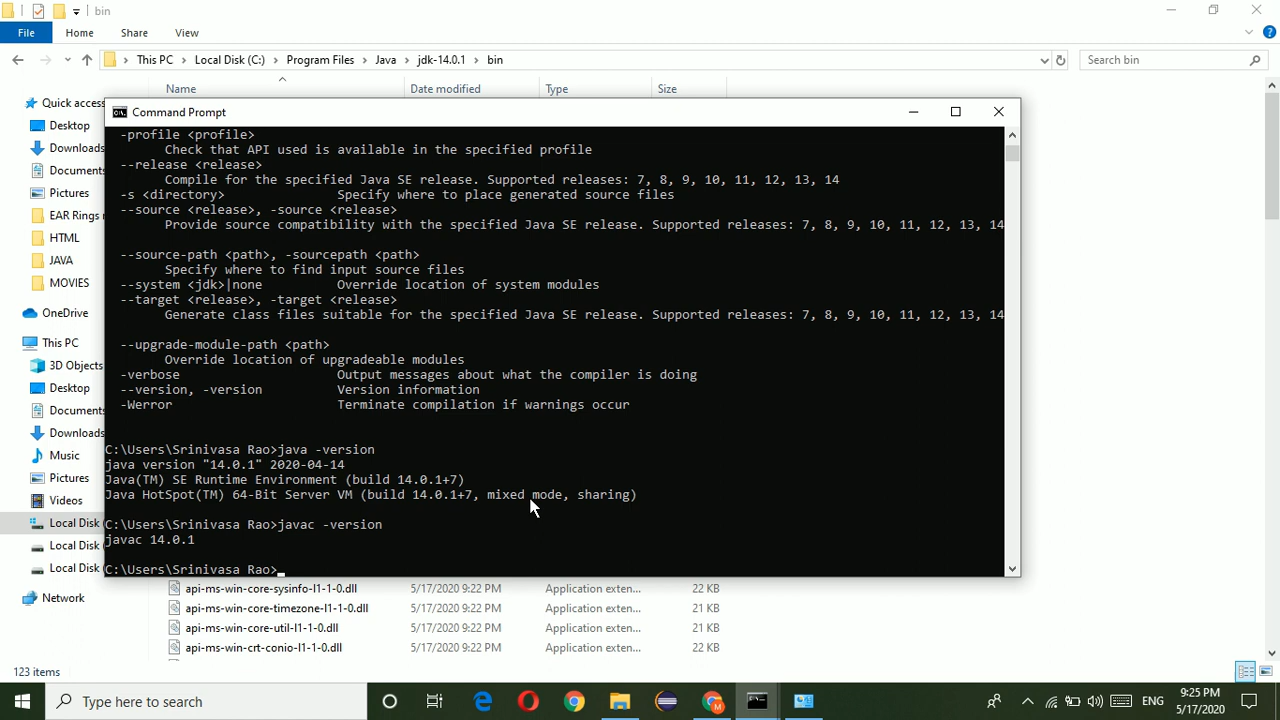 bin
File
Home
Share
View
This PC
Local Disk (C:)
Program Files
Java
jdk-14.0.1
bin
Search bin
Name
Date modified
Type
Size
Quick access
Desktop
Downloads
Documents
Pictures
EAR Rings
HTML
JAVA
MOVIES
OneDrive
This PC
3D Objects
Desktop
Documents
Downloads
Music
Pictures
Videos
Local Disk
Local Disk
Local Disk
Network
Command Prompt
-profile <profile>
Check that API used is available in the specified profile
--release <release>
Compile for the specified Java SE release. Supported releases: 7, 8, 9, 10, 11, 12, 13, 14
-s <directory> Specify where to place generated source files
--source <release>, -source <release>
Provide source compatibility with the specified Java SE release. Supported releases: 7, 8, 9, 10, 11, 12, 13, 14
--source-path <path>, -sourcepath <path>
Specify where to find input source files
--system <jdk>|none Override location of system modules
--target <release>, -target <release>
Generate class files suitable for the specified Java SE release. Supported releases: 7, 8, 9, 10, 11, 12, 13, 14
--upgrade-module-path <path>
Override location of upgradeable modules
-verbose Output messages about what the compiler is doing
--version, -version Version information
-Werror Terminate compilation if warnings occur
C:\Users\Srinivasa Rao>java -version
java version "14.0.1" 2020-04-14
Java(TM) SE Runtime Environment (build 14.0.1+7)
Java HotSpot(TM) 64-Bit Server VM (build 14.0.1+7, mixed mode, sharing)
C:\Users\Srinivasa Rao>javac -version
javac 14.0.1
C:\Users\Srinivasa Rao>
api-ms-win-core-sysinfo-l1-1-0.dll 5/17/2020 9:22 PM Application exten... 22 KB
api-ms-win-core-timezone-l1-1-0.dll 5/17/2020 9:22 PM Application exten... 21 KB
api-ms-win-core-util-l1-1-0.dll 5/17/2020 9:22 PM Application exten... 21 KB
api-ms-win-crt-conio-l1-1-0.dll 5/17/2020 9:22 PM Application exten... 22 KB
123 items
Type here to search
ENG
9:25 PM
5/17/2020